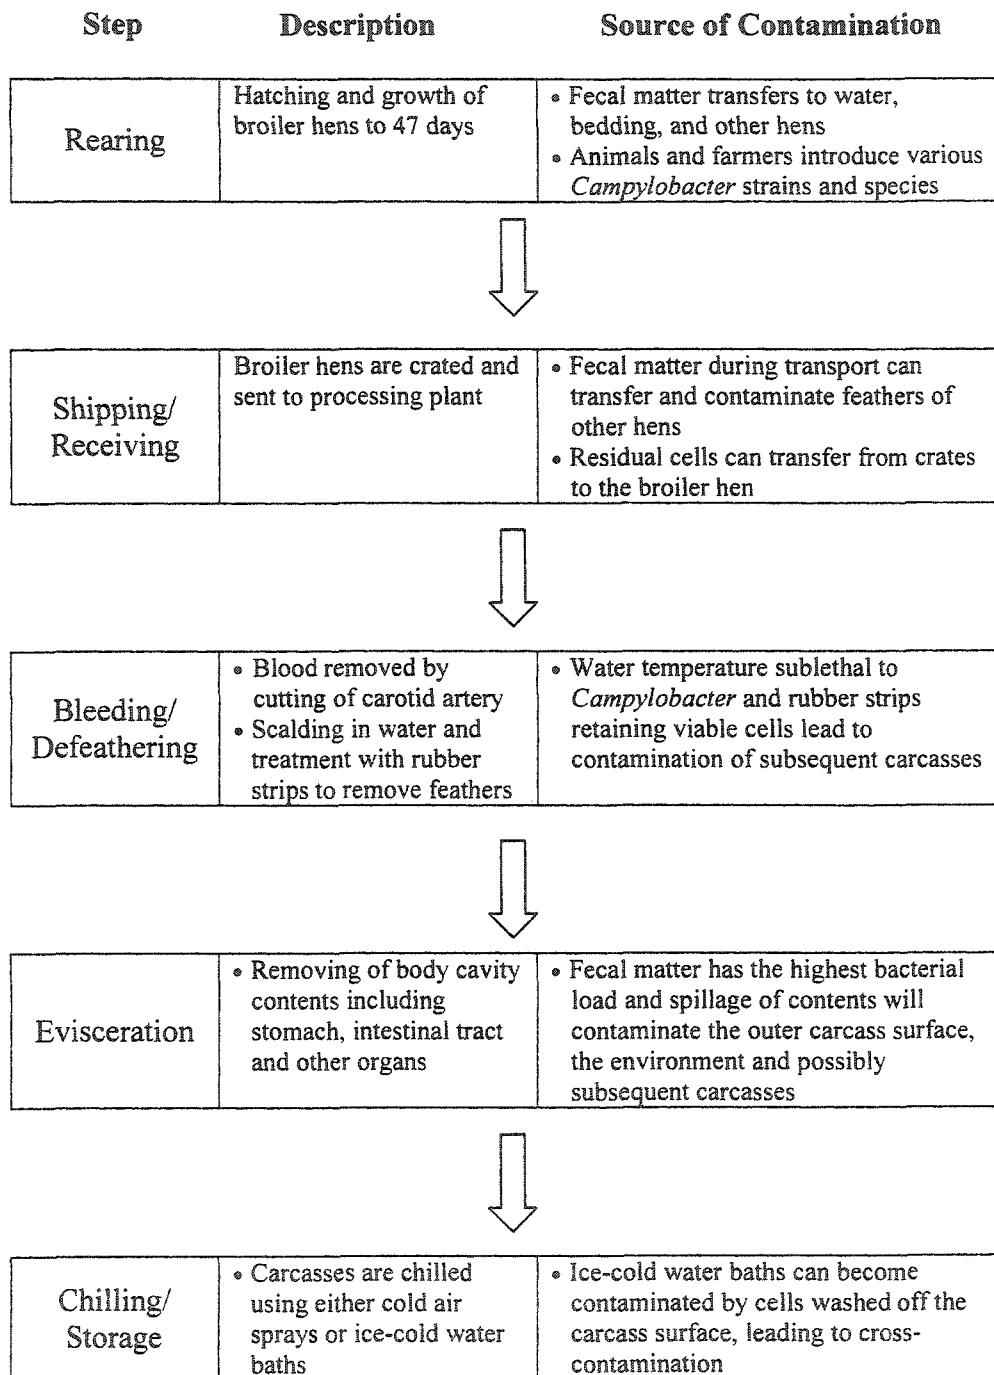 Step Description Source of Contamination
Rearing
Hatching and growth of
broiler hens to 47 days
• Fecal matter transfers to water,
bedding, and other hens
• Animals and farmers introduce various
Campylobacter strains and species
Shipping/
Receiving
Broiler hens are crated and
sent to processing plant
• Fecal matter during transport can
transfer and contaminate feathers of
other hens
• Residual cells can transfer from crates
to the broiler hen
Bleeding/
Defeathering
• Blood removed by
cutting of carotid artery
• Scalding in water and
treatment with rubber
strips to remove feathers
• Water temperature sublethal to
Campylobacter and rubber strips
retaining viable cells lead to
contamination of subsequent carcasses
Evisceration
• Removing of body cavity
contents including
stomach, intestinal tract
and other organs
• Fecal matter has the highest bacterial
load and spillage of contents will
contaminate the outer carcass surface,
the environment and possibly
subsequent carcasses
Chilling/
Storage
• Carcasses are chilled
using either cold air
sprays or ice-cold water
baths
• Ice-cold water baths can become
contaminated by cells washed off the
carcass surface, leading to cross-
contamination